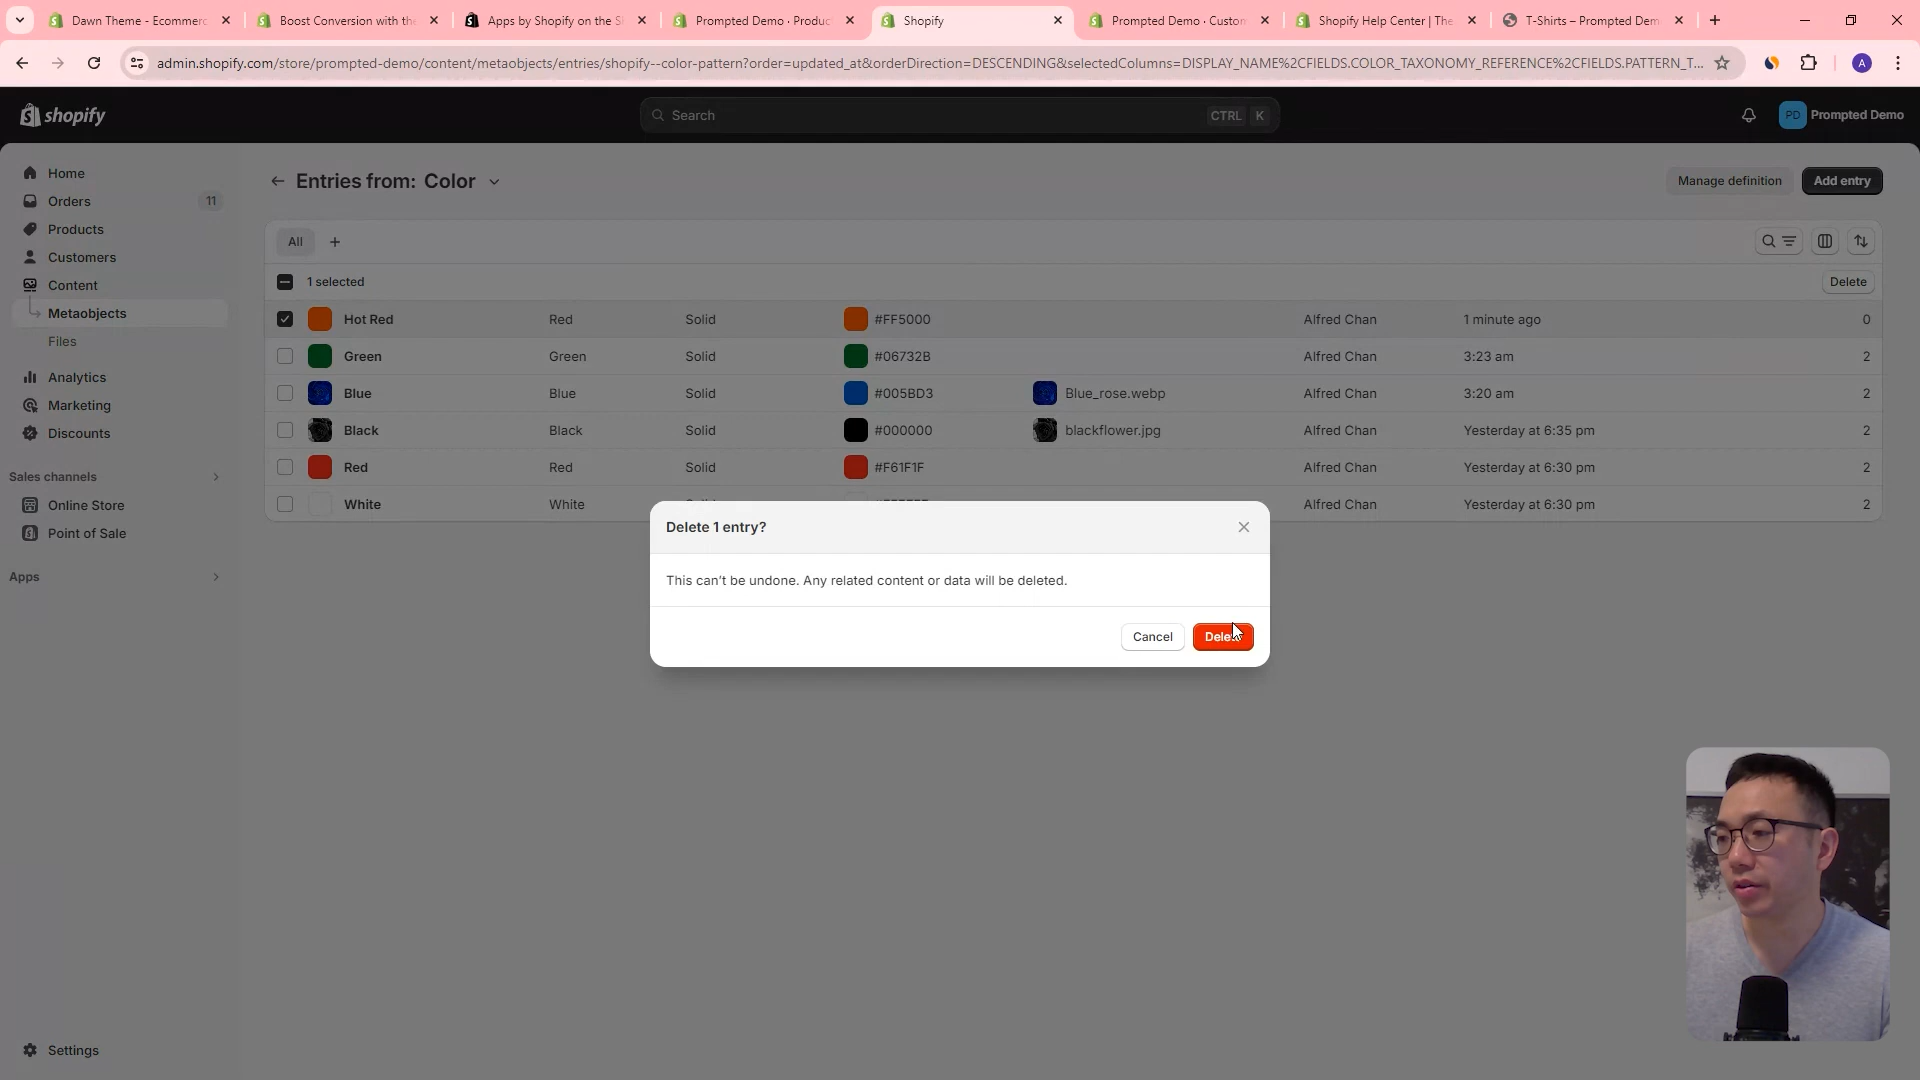 Dawn Theme - Ecommerc
Boost Conversion with the
Apps by Shopify on the S
Prompted Demo · Produc
Shopify
Prompted Demo · Custom
Shopify Help Center | The
T-Shirts – Prompted Dem
admin.shopify.com/store/prompted-demo/content/metaobjects/entries/shopify--color-pattern?order=updated_at&orderDirection=DESCENDING&selectedColumns=DISPLAY_NAME%2CFIELDS.COLOR_TAXONOMY_REFERENCE%2CFIELDS.PATTERN_T...
A
shopify
Search
CTRL K
PD Prompted Demo
Home
Orders 11
Products
Customers
Content
Metaobjects
Files
Analytics
Marketing
Discounts
Sales channels
Online Store
Point of Sale
Apps
Settings
Entries from: Color
Manage definition
Add entry
All
1 selected
Delete
Hot Red Red Solid #FF5000 Alfred Chan 1 minute ago 0
Green Green Solid #06732B Alfred Chan 3:23 am 2
Blue Blue Solid #005BD3 Blue_rose.webp Alfred Chan 3:20 am 2
Black Black Solid #000000 blackflower.jpg Alfred Chan Yesterday at 6:35 pm 2
Red Red Solid #F61F1F Alfred Chan Yesterday at 6:30 pm 2
White White Alfred Chan Yesterday at 6:30 pm 2
Delete 1 entry?
This can't be undone. Any related content or data will be deleted.
Cancel
Delete